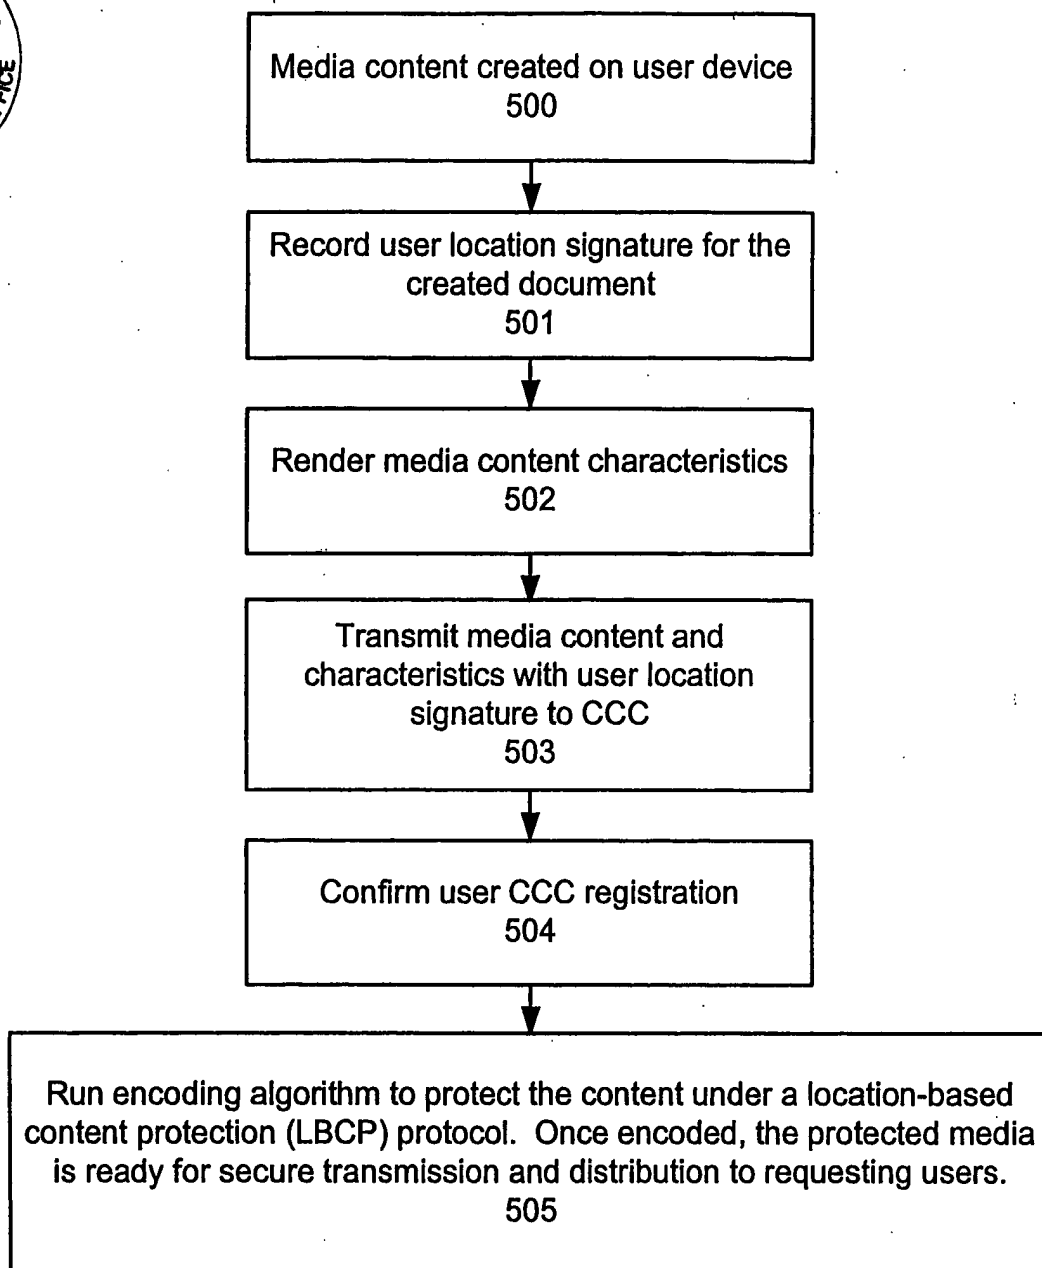 Media content created on user device
500
Record user location signature for the
created document
501
Render media content characteristics
502
Transmit media content and
characteristics with user location
signature to CCC
503
Confirm user CCC registration
504
Run encoding algorithm to protect the content under a location-based
content protection (LBCP) protocol. Once encoded, the protected media
is ready for secure transmission and distribution to requesting users.
505